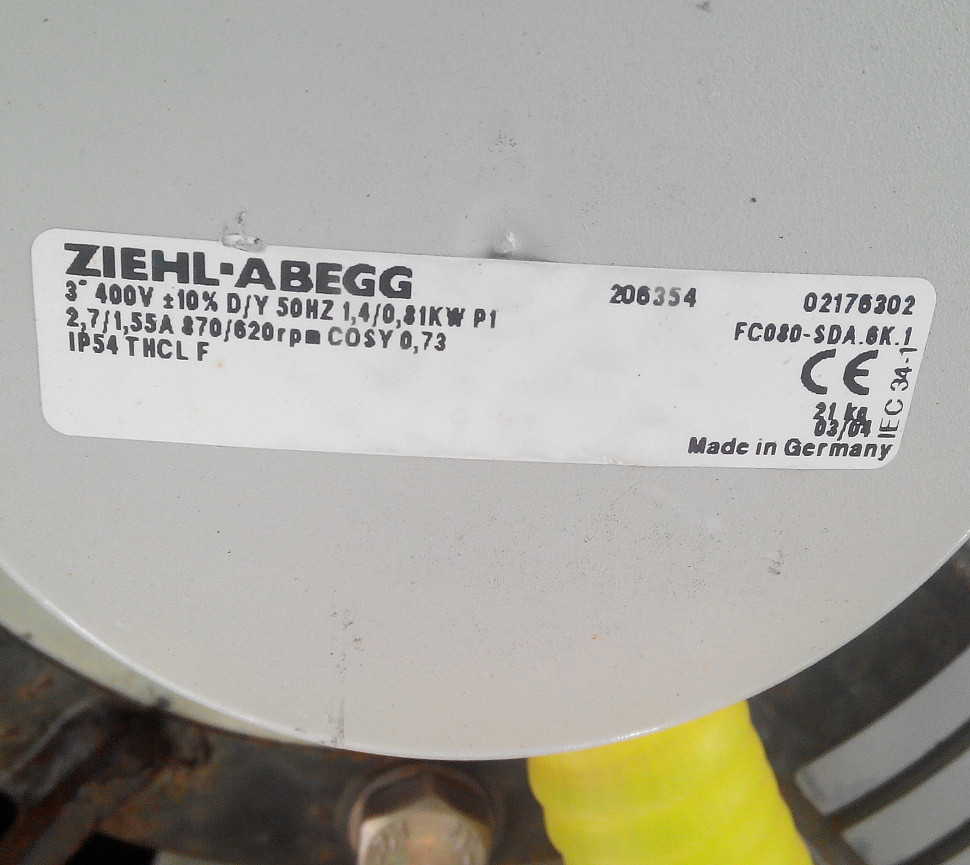 ZIEHL-ABEGG
3~ 400V ±10% D/Y 50HZ 1,4/0,81KW P1
2,7/1,55A 870/620rpm COSY 0,73
IP54 THCL F
206354
02176302
FC080-SDA.6K.1
CE
IEC 34-1
21 kg
03/04
Made in Germany